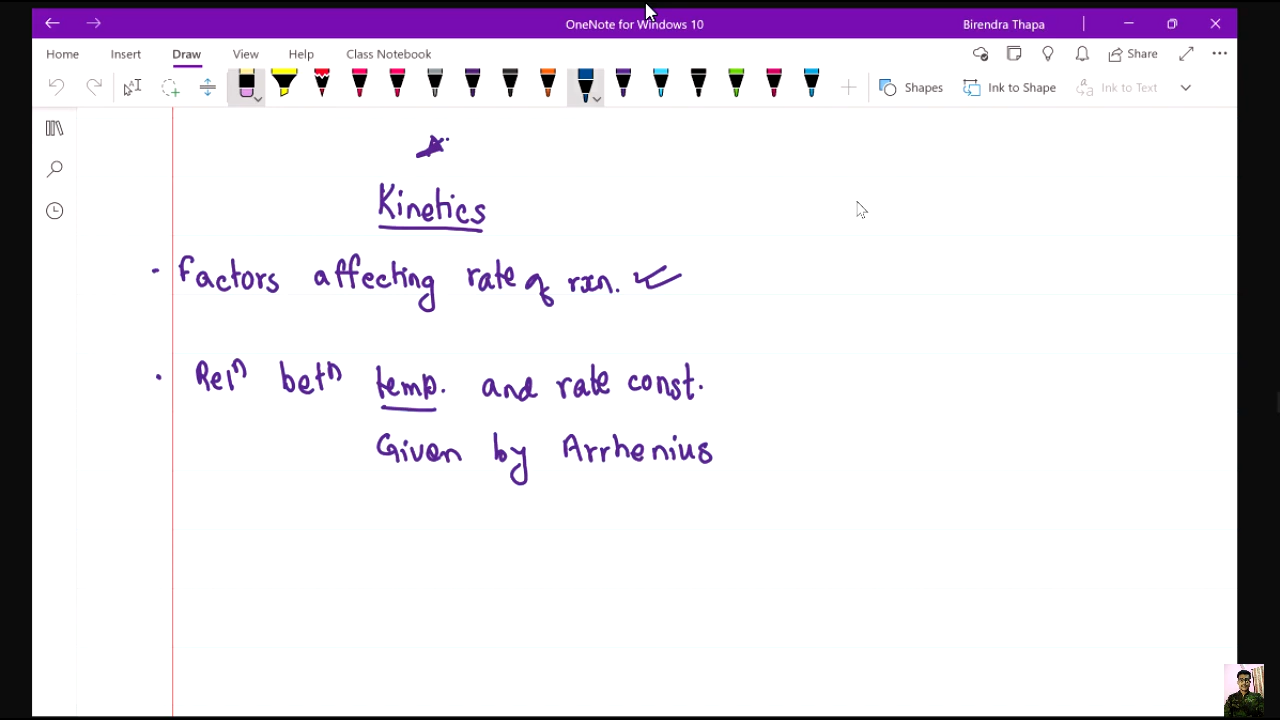 OneNote for Windows 10
Birendra Thapa
Home Insert Draw View Help Class Notebook Share
Shapes Ink to Shape Ink to Text
Kinetics
· Factors affecting rate of rxn.
· Relⁿ betⁿ temp. and rate const.
Given by Arrhenius